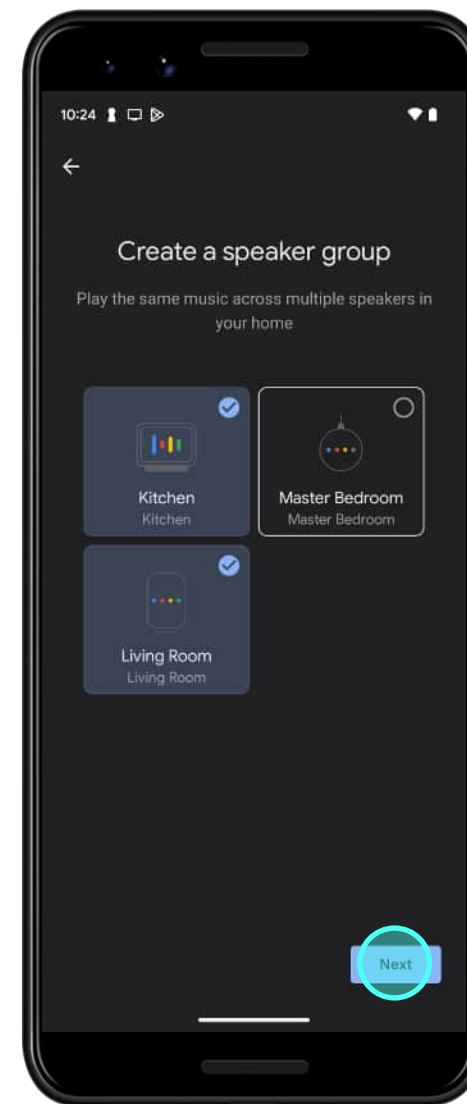 10:24
Create a speaker group
Play the same music across multiple speakers in
your home
Kitchen
Kitchen
Master Bedroom
Master Bedroom
Living Room
Living Room
Next